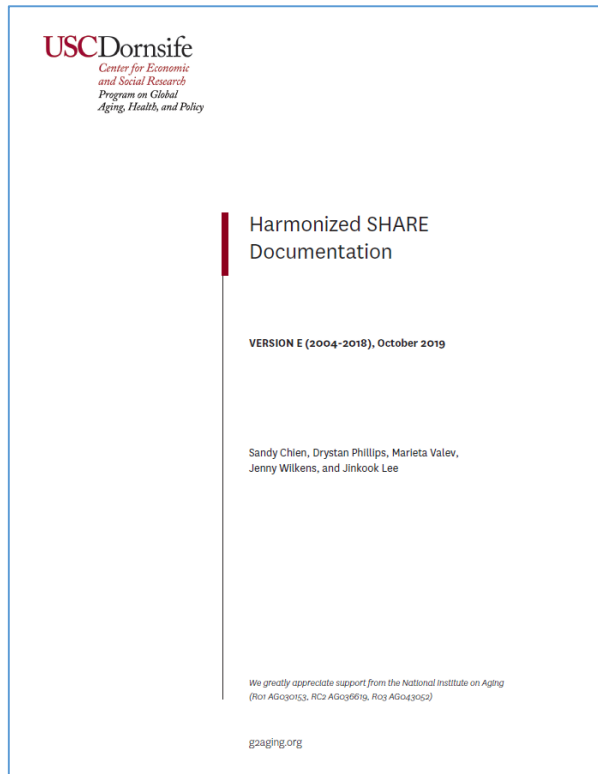 USCDornsife
Center for Economic
and Social Research
Program on Global
Aging, Health, and Policy
Harmonized SHARE
Documentation
VERSION E (2004-2018), October 2019
Sandy Chien, Drystan Phillips, Marieta Valev,
Jenny Wilkens, and Jinkook Lee
We greatly appreciate support from the National Institute on Aging
(R01 AG030153, RC2 AG036619, R03 AG043052)
g2aging.org